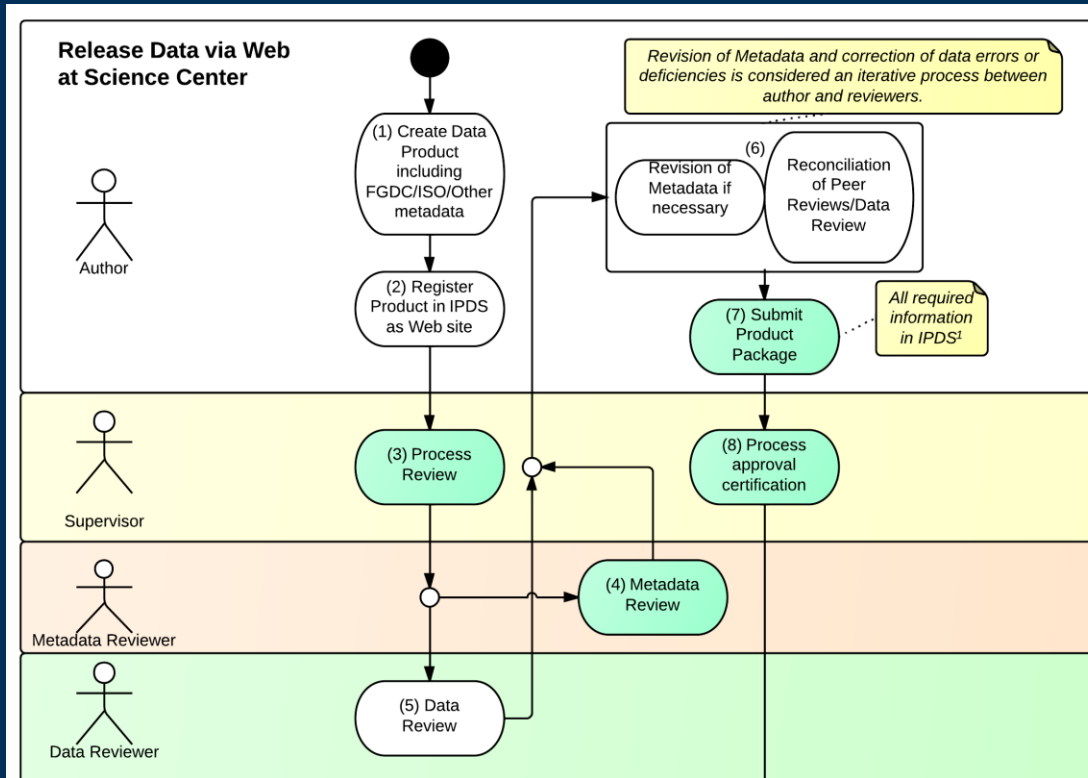 Release Data via Web
at Science Center
Revision of Metadata and correction of data errors or
deficiencies is considered an iterative process between
author and reviewers.
(1) Create Data
Product
including
FGDC/ISO/Other
metadata
(6)
Revision of
Metadata if
necessary
Reconciliation
of Peer
Reviews/Data
Review
Author
(2) Register
Product in IPDS
as Web site
(7) Submit
Product
Package
All required
information
in IPDS¹
Supervisor
(3) Process
Review
(8) Process
approval
certification
Metadata Reviewer
(4) Metadata
Review
Data Reviewer
(5) Data
Review